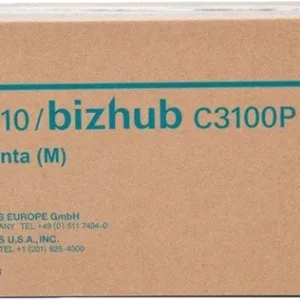 10/bizhub C3100P
nta (M)
S EUROPE GmbH
ANY TEL +49 (0) 511 7404-0
S U.S.A., INC.
TEL +1 (201) 825-4000